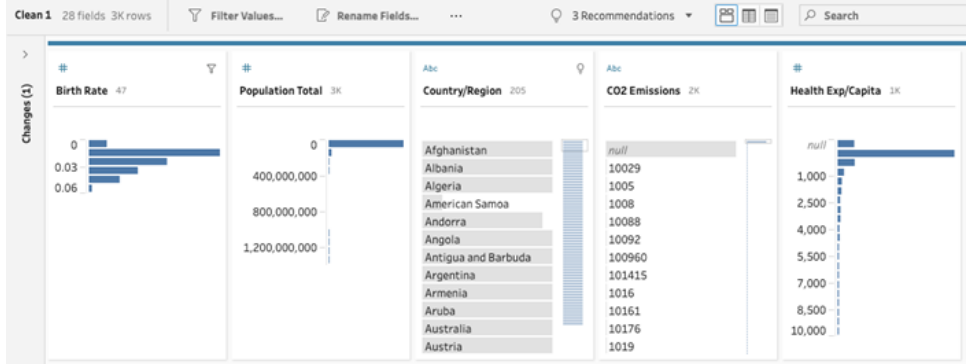 Clean 1 28 fields 3K rows Filter Values... Rename Fields... ... 3 Recommendations Search
Changes (1)
#
Birth Rate 47
0
0.03
0.06
#
Population Total 3K
0
400,000,000
800,000,000
1,200,000,000
Abc
Country/Region 205
Afghanistan
Albania
Algeria
American Samoa
Andorra
Angola
Antigua and Barbuda
Argentina
Armenia
Aruba
Australia
Austria
Abc
CO2 Emissions 2K
null
10029
1005
1008
10088
10092
100960
101415
1016
10161
10176
1019
#
Health Exp/Capita 1K
null
1,000
2,500
4,000
5,500
7,000
8,500
10,000